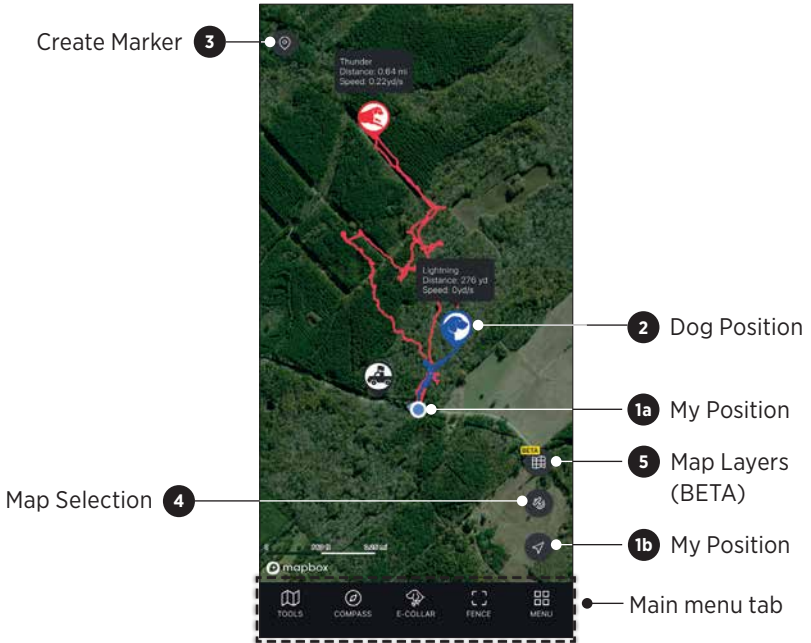 Create Marker 3
Thunder
Distance: 0.64 mi
Speed: 0.22yd/s
Lightning
Distance: 276 yd
Speed: 0yd/s
2 Dog Position
1a My Position
BETA
5 Map Layers
(BETA)
Map Selection 4
1b My Position
mapbox
TOOLS
COMPASS
E-COLLAR
FENCE
MENU
Main menu tab